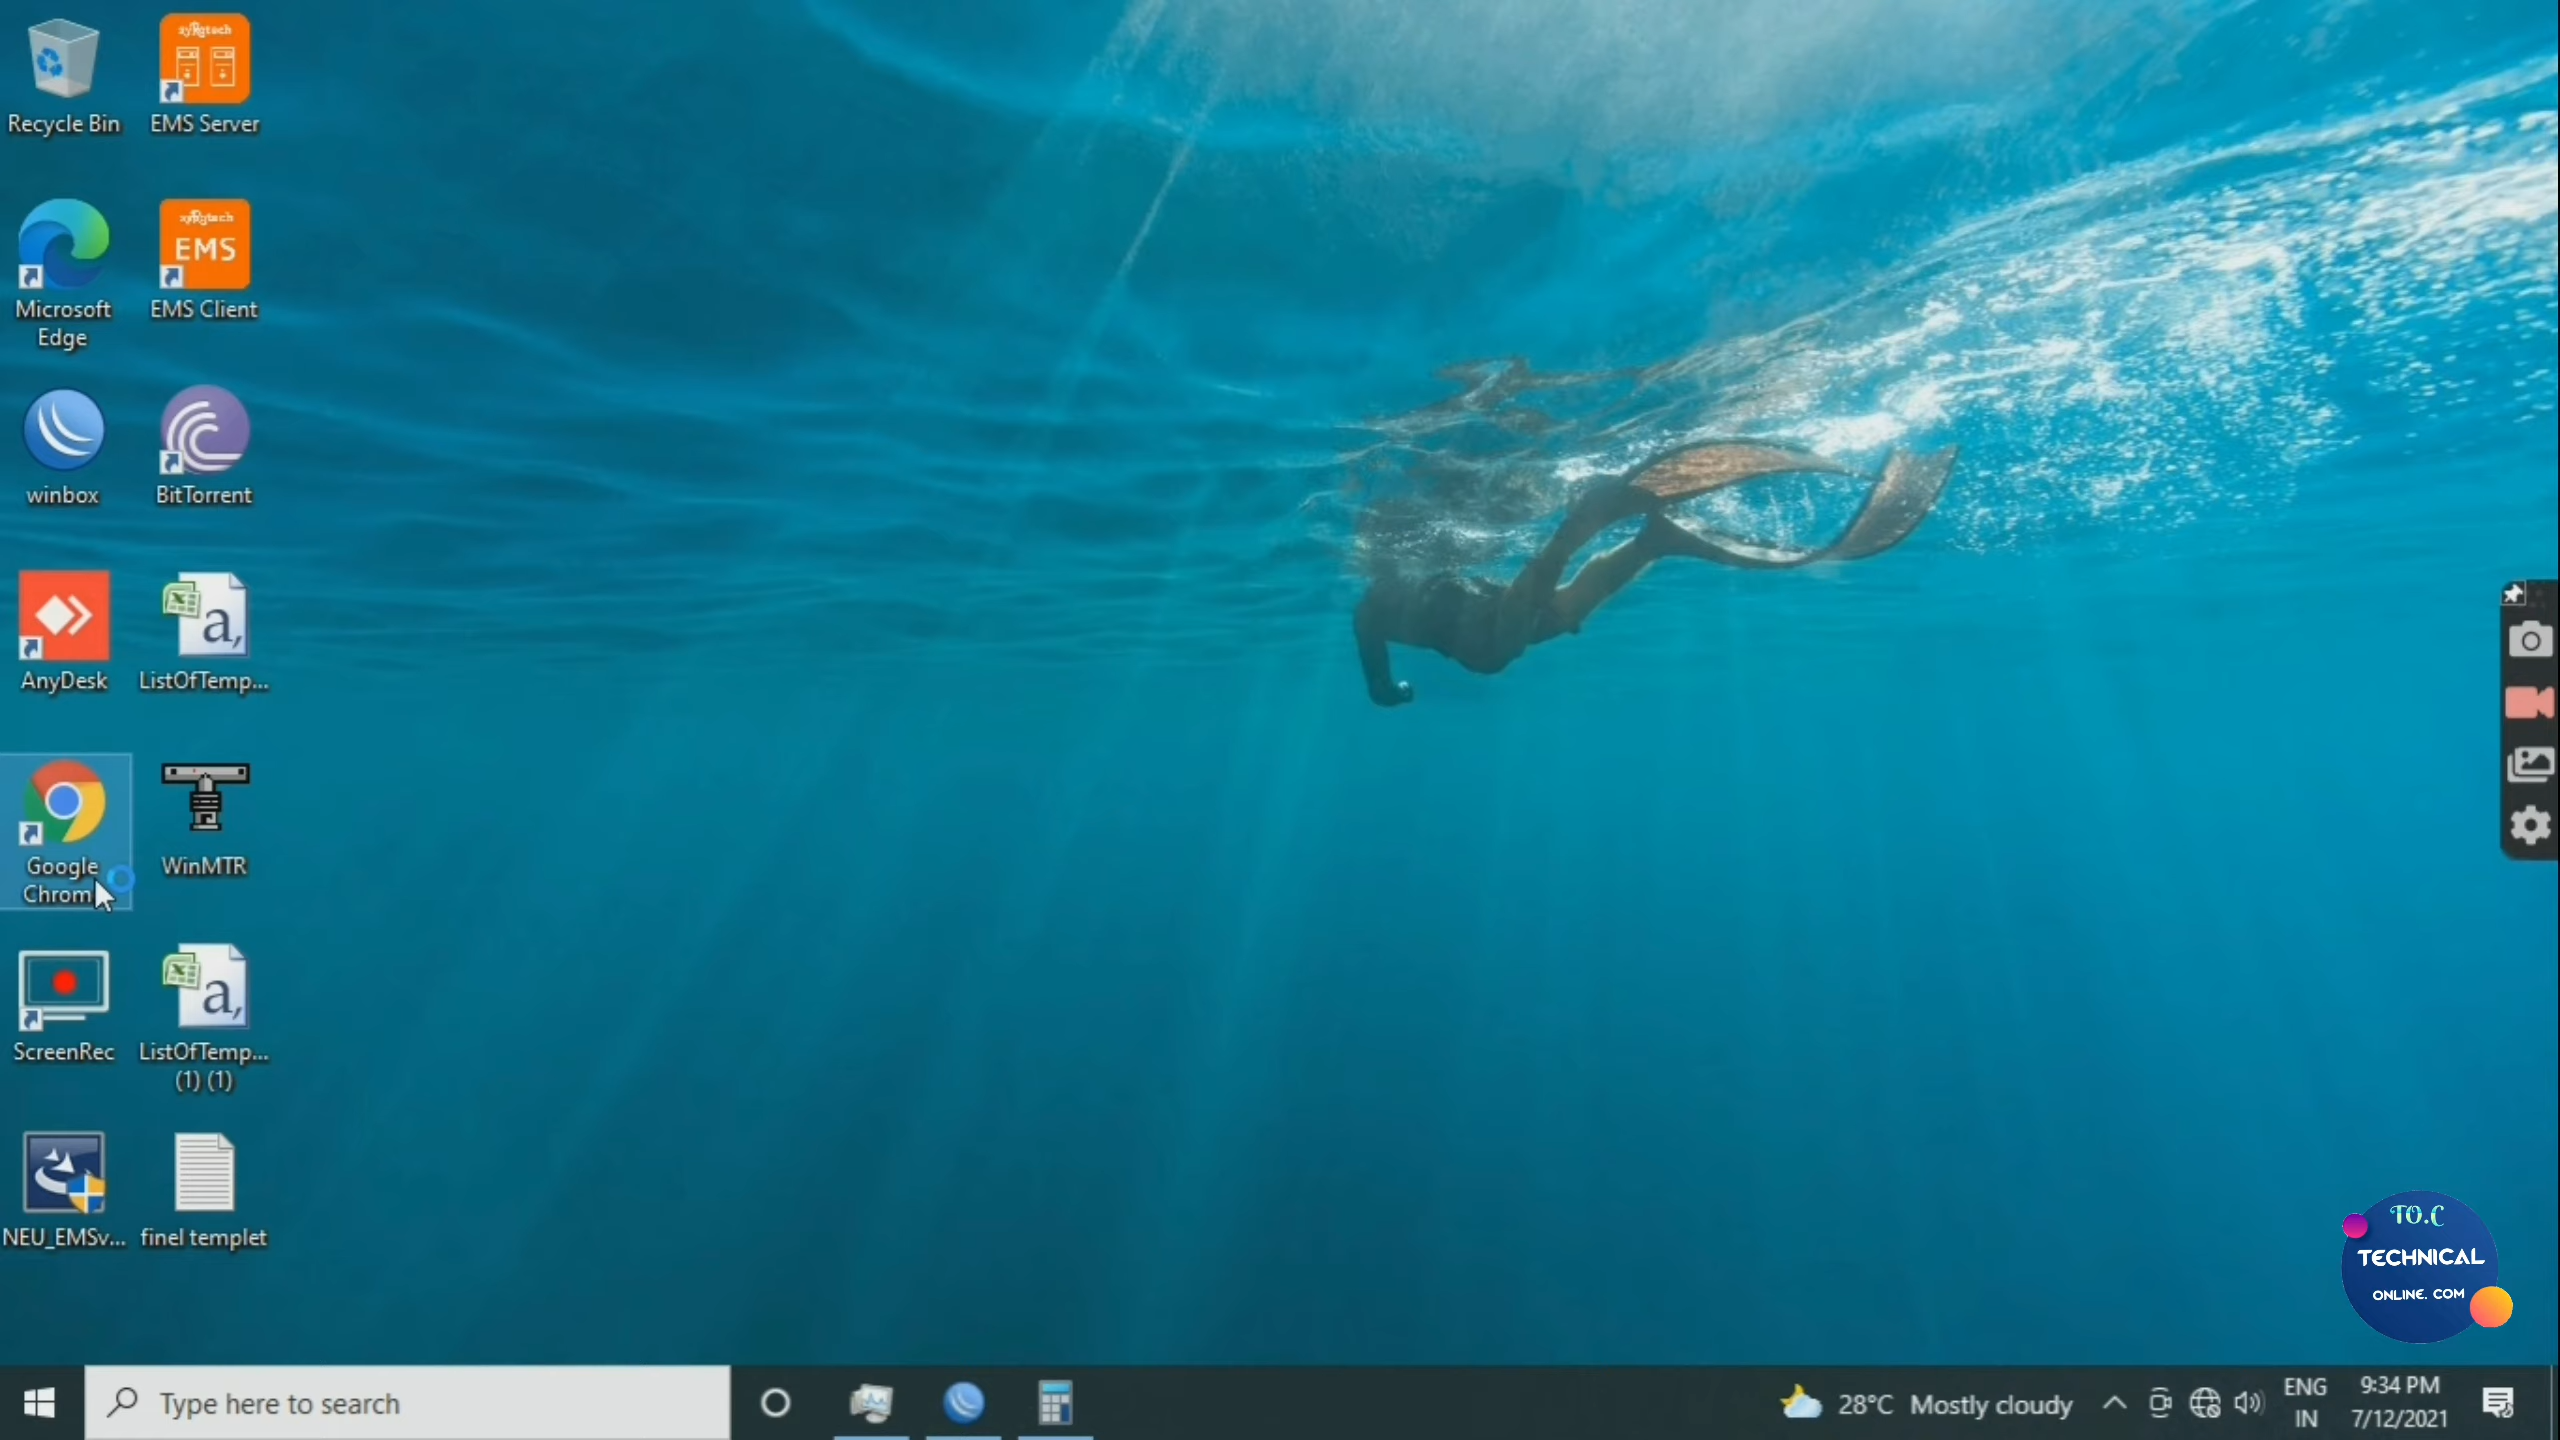 Recycle Bin
zyRgtech
EMS Server
Microsoft
Edge
zyRgtech
EMS
EMS Client
winbox
BitTorrent
AnyDesk
a,
ListOfTemp...
Google
Chrom
WinMTR
ScreenRec
a,
ListOfTemp...
(1) (1)
NEU_EMSv...
finel templet
TO.C
TECHNICAL
ONLINE. COM
Type here to search
28°C Mostly cloudy
ENG
IN
9:34 PM
7/12/2021